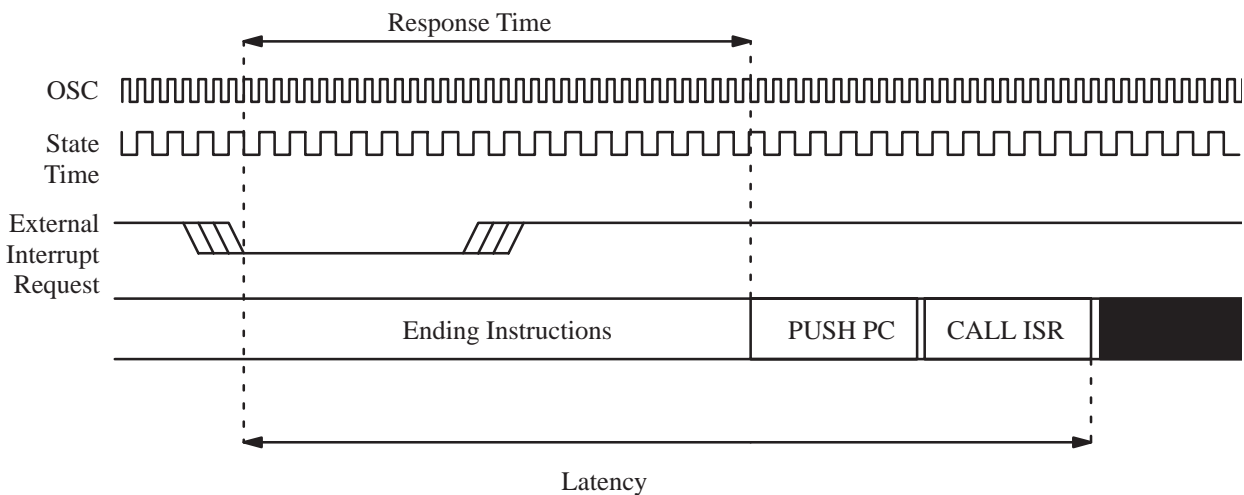 Response Time
OSC
State
Time
External
Interrupt
Request
Ending Instructions
PUSH PC
CALL ISR
Latency